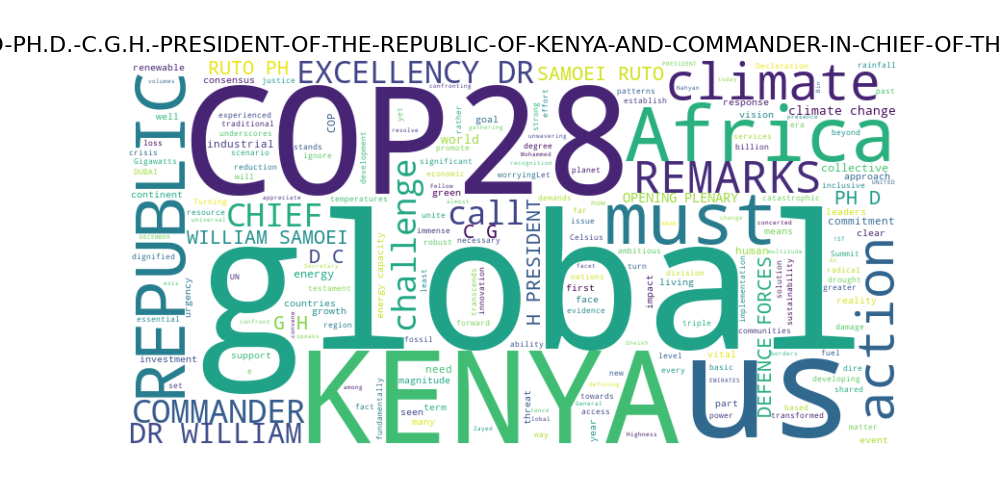 D-PH.D.-C.G.H.-PRESIDENT-OF-THE-REPUBLIC-OF-KENYA-AND-COMMANDER-IN-CHIEF-OF-TH
renewable
RUTO PH
EXCELLENCY DR
SAMOEI RUTO
climate
PRESIDENT
Declaration
rainfall
volumes
consensus
justice
confronting
patterns
establish
response
today
Nahyan
Bin
past
climate change
REPUBLIC
COP28
Africa
well
experienced
traditional
underscores
COP
yet
resolve
rather
goal
gathering
strong
effort
unwavering
vision
era
presence
beyond
loss
industrial
stands
world
promote
degree
Mohammed
recognition
services
billion
collective
crisis
scenario
ignore
development
significant
worryingLet
planet
REMARKS
approach
Gigawatts
reduction
will
economic
fellow
green
almost
inclusive
UNITED
DUBAI
continent
Turning
appreciate
temperatures
challenge
unite
call
now
far
OPENING PLENARY
catastrophic
PH D
resource
universal
CHIEF
immense
C G
issue
must
change
concerted
means
leaders
commitment
DECEMBER
WILLIAM SAMOEI
robust
necessary
H PRESIDENT
Celsius
ambitious
human
multitude
clear
dignified
D C
energy capacity
least
transcends
innovation
facet
nations
turn
division
living
implementation
solution
sustainability
1ST
Summit
AI
radical
asia
UN
Secretary
energy
first
face
evidence
impact
drought
greater
urgency
testament
countries
growth
global
triple
communities
reality
action
essential
confront
convene
speaks
G H
region
forward
fossil
ability
Sheikh
borders
damage
investment
support
e
KENYA
level
vital
DEFENCE FORCES
fuel
dire
set
among
need
magnitude
every
us
basic
EMIRATES
developing
shared
COMMANDER
fact
fundamentally
seen
term
many
threat
new
defining
towards
General
access
part
power
based
transformed
DR WILLIAM
Zayed
way
year
Highness
matter
event